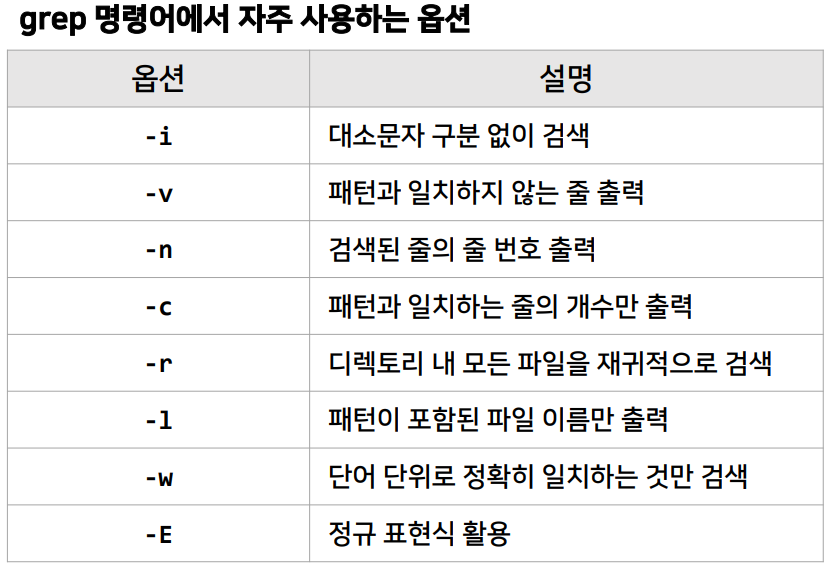 grep 명령어에서 자주 사용하는 옵션
옵션 설명
-i 대소문자 구분 없이 검색
-v 패턴과 일치하지 않는 줄 출력
-n 검색된 줄의 줄 번호 출력
-c 패턴과 일치하는 줄의 개수만 출력
-r 디렉토리 내 모든 파일을 재귀적으로 검색
-l 패턴이 포함된 파일 이름만 출력
-w 단어 단위로 정확히 일치하는 것만 검색
-E 정규 표현식 활용